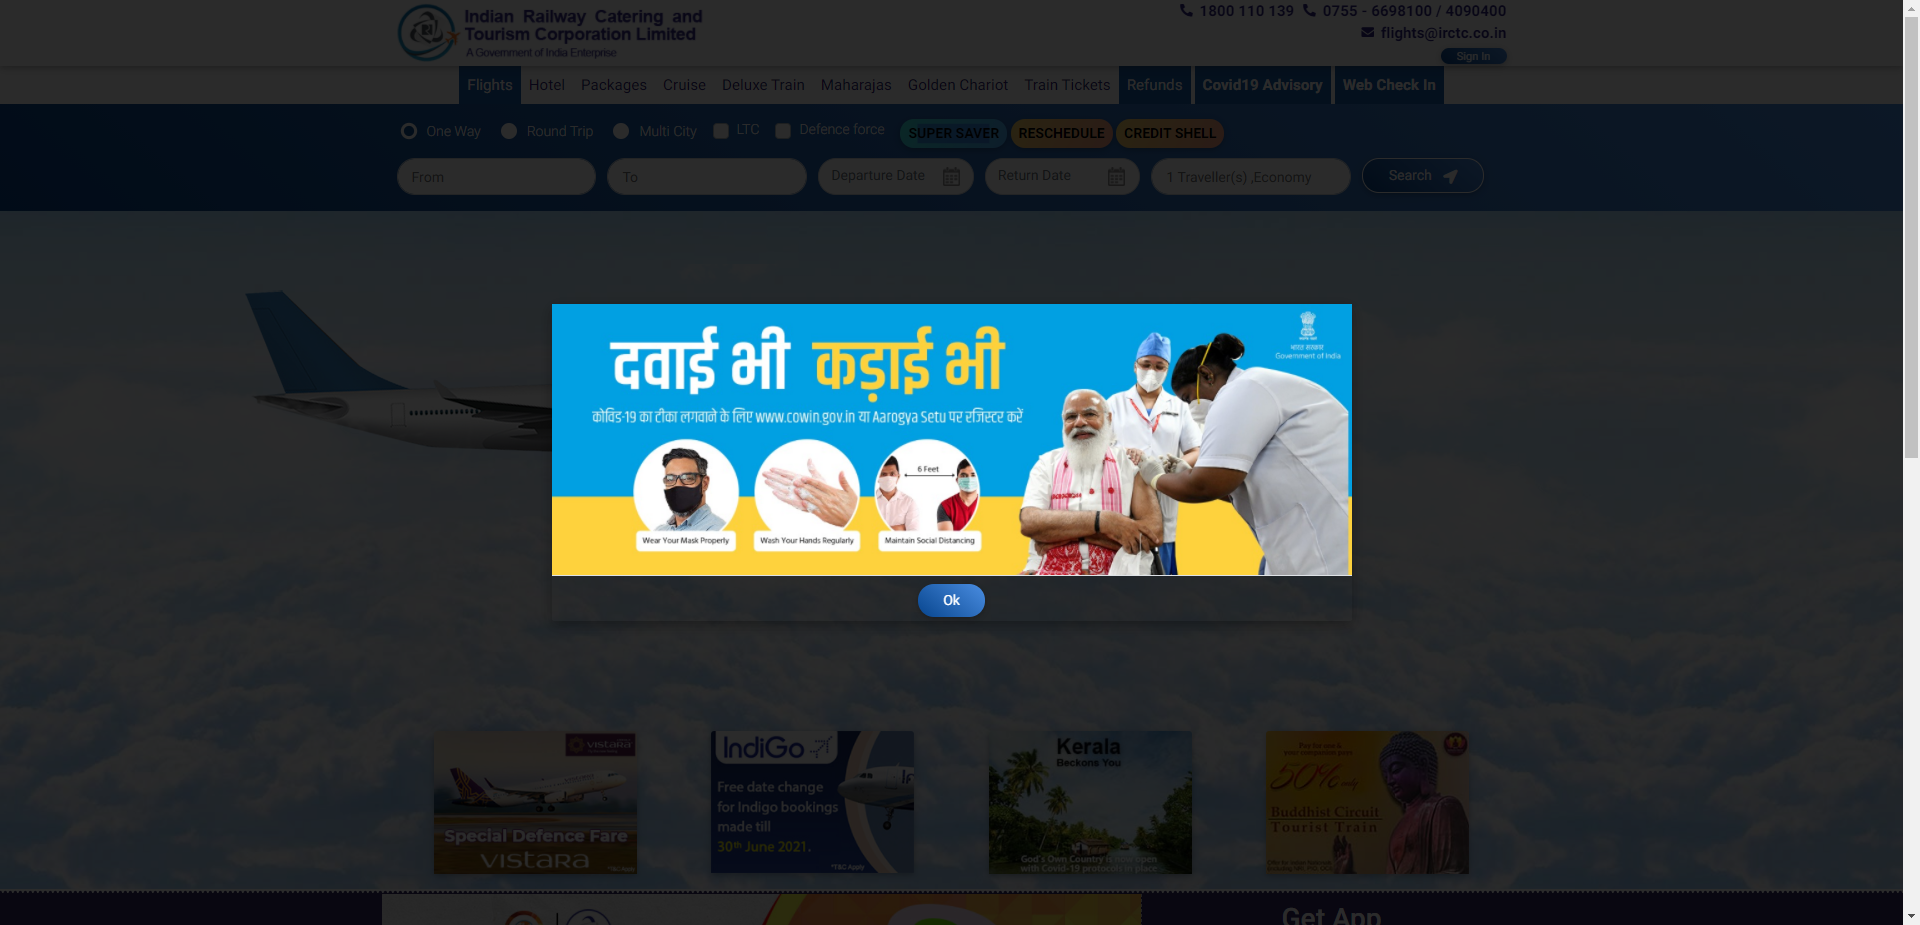 Indian Railway Catering and
Tourism Corporation Limited
A Government of India Enterprise
1800 110 139 0755 - 6698100 / 4090400
flights@irctc.co.in
Sign In
Flights Hotel Packages Cruise Deluxe Train Maharajas Golden Chariot Train Tickets Refunds Covid19 Advisory Web Check In
One Way Round Trip Multi City LTC Defence force SUPER SAVER RESCHEDULE CREDIT SHELL
From To Departure Date Return Date 1 Traveller(s) ,Economy Search
दवाई भी कड़ाई भी
भारत सरकार
Government of India
कोविड-19 का टीका लगवाने के लिए www.cowin.gov.in या Aarogya Setu पर रजिस्टर करें
6 Feet
Wear Your Mask Properly
Wash Your Hands Regularly
Maintain Social Distancing
Ok
VISTARA
Special Defence Fare
VISTARA
*T&C Apply
IndiGo
Free date change
for Indigo bookings
made till
30th June 2021.
*T&C Apply
Kerala
Beckons You
God's Own Country is now open
with Covid-19 protocols in place
Pay for one &
50% only
Buddhist Circuit
Tourist Train
Get App